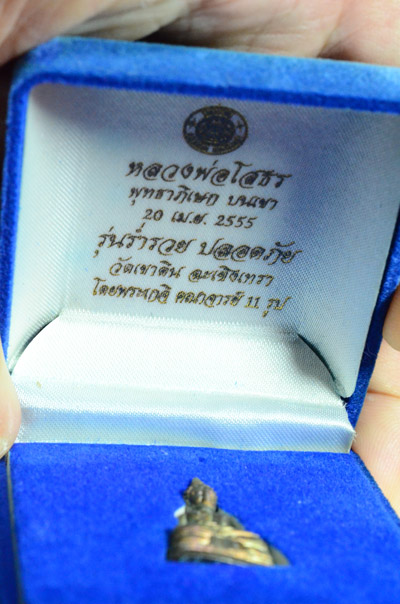 หลวงพ่อโสธร
พุทธาภิเษก บนเขา
20 เม.ย. 2555
รุ่นร่ำรวย ปลอดภัย
วัดเขาดิน ฉะเชิงเทรา
โดยพระเกจิ คณาจารย์ 11 รูป